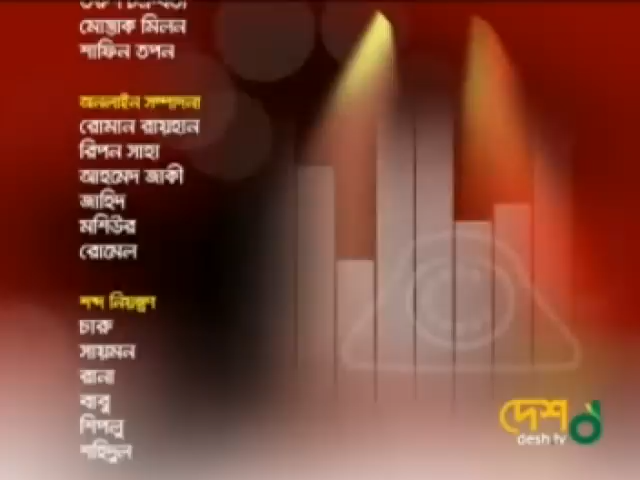 মোস্তাক মিলন
শাফিন তপন
অনলাইন সম্পাদনা
রোমান রায়হান
রিপন সাহা
আহমেদ জাকী
জাহিদ
মশিউর
রোমেল
শব্দ নিয়ন্ত্রণ
চারু
সায়মন
রানা
বাবু
শিপলু
শহিদুল
দেশ
desh tv